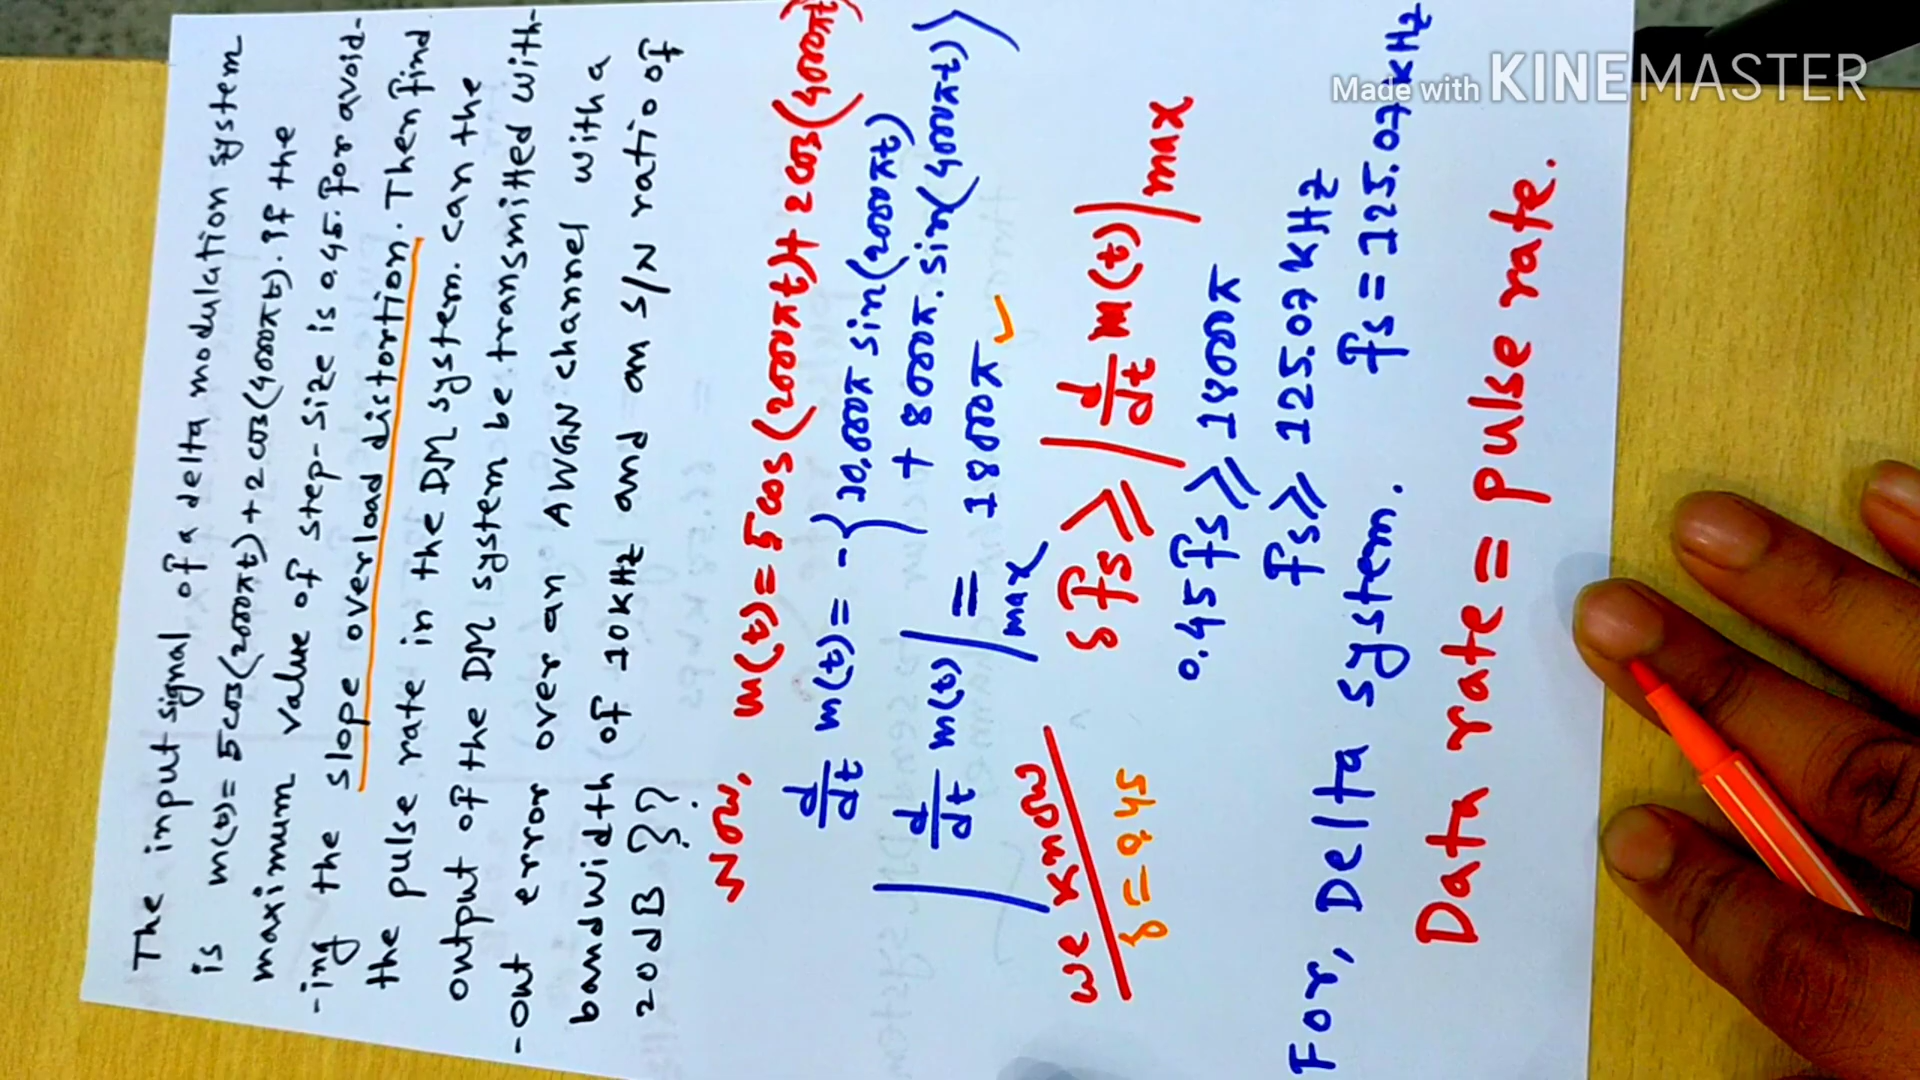 The input signal of a delta modulation system
is m(t) = 5cos(2000πt) + 2cos(4000πt). If the
maximum value of step-size is 0.45. For avoid-
-ing the slope overload distortion. Then find
the pulse rate in the DM system. can the
output of the DM system be transmitted with-
-out error over an AWGN channel with a
bandwidth of 10kHz and an S/N ratio of
20dB ??
Now, m(t) = 5cos(2000πt) + 2cos(4000πt)
d/dt m(t) = -{10,000π sin(2000πt)
+ 8000π. sin(4000πt)}
|d/dt m(t)|max = 18000π ✓
We know
δ fs ⩾ |d/dt m(t)|max
δ = 0.45
0.45 fs ⩾ 18000π
fs ⩾ 125.07 kHz
For, Delta system. fs = 125.07kHz
Data rate = pulse rate.
Made with KINEMASTER